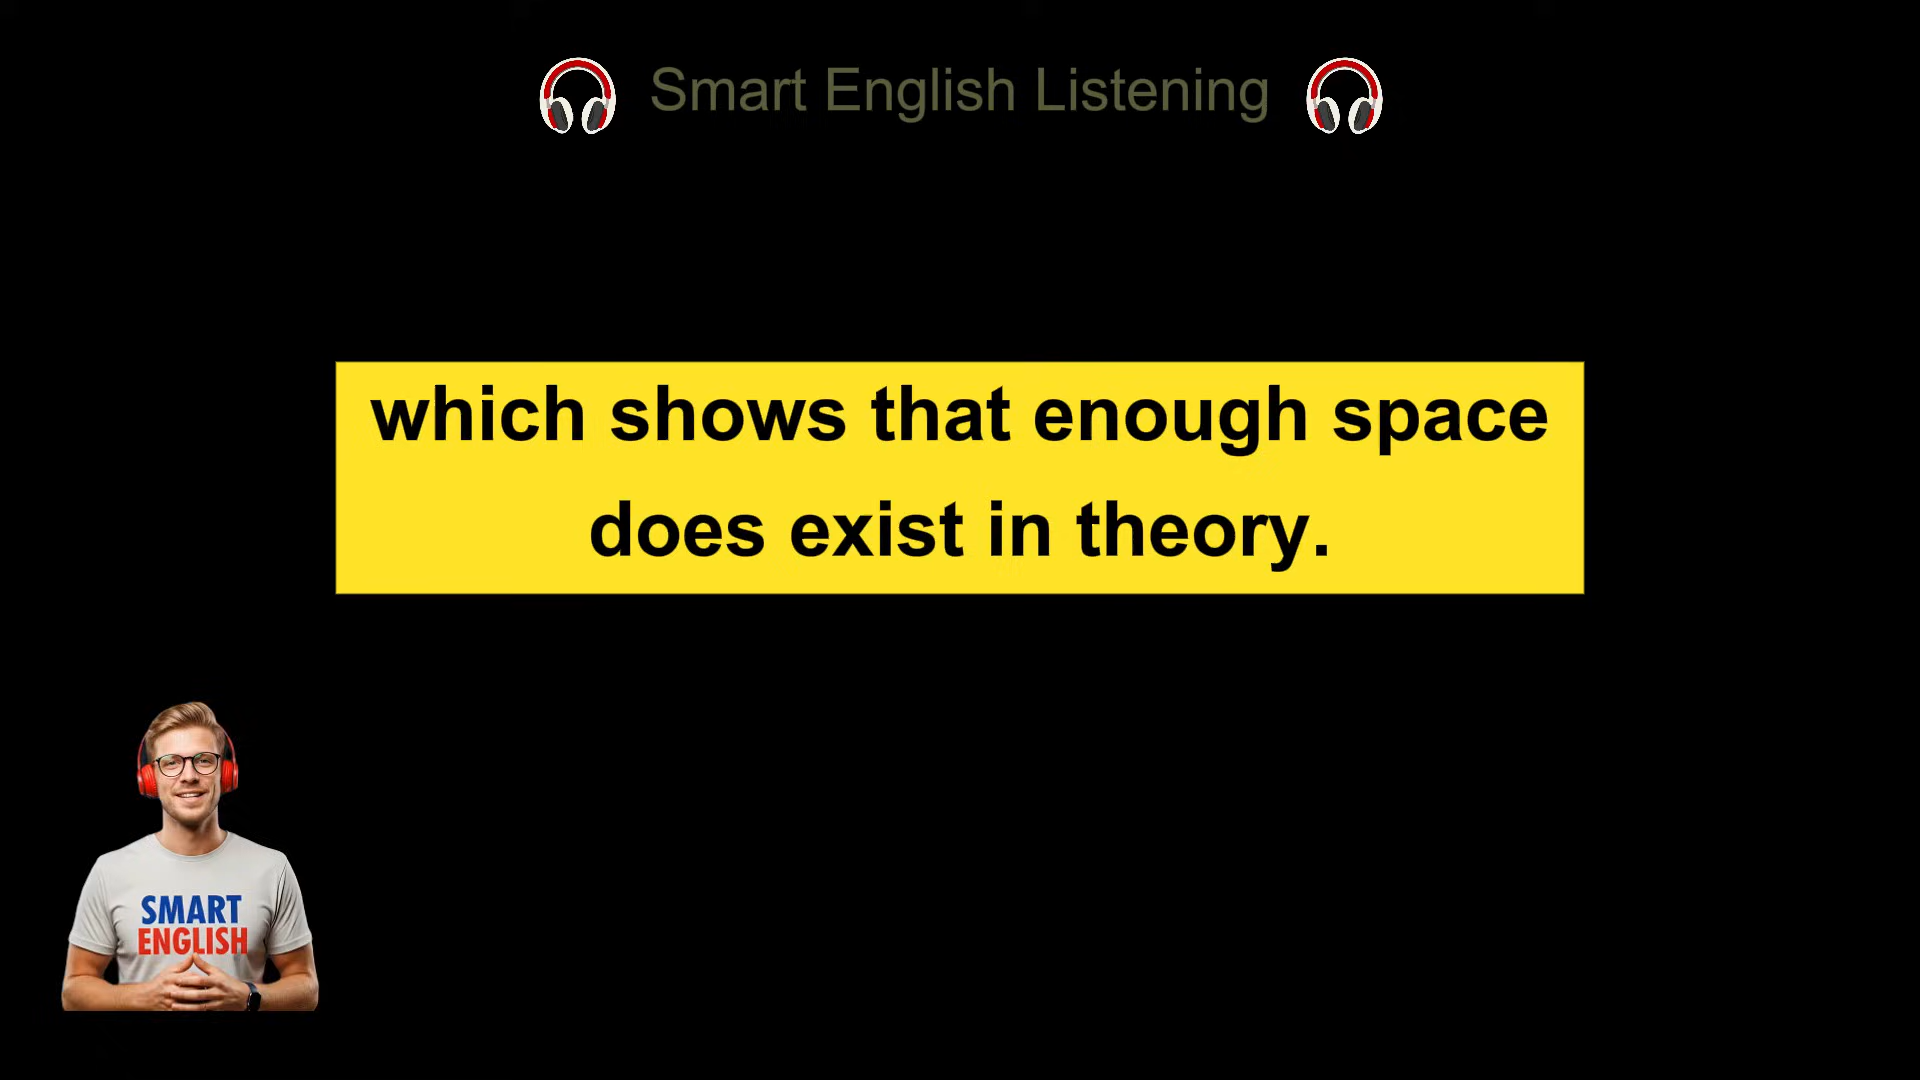 Smart English Listening
which shows that enough space
does exist in theory.
SMART
ENGLISH